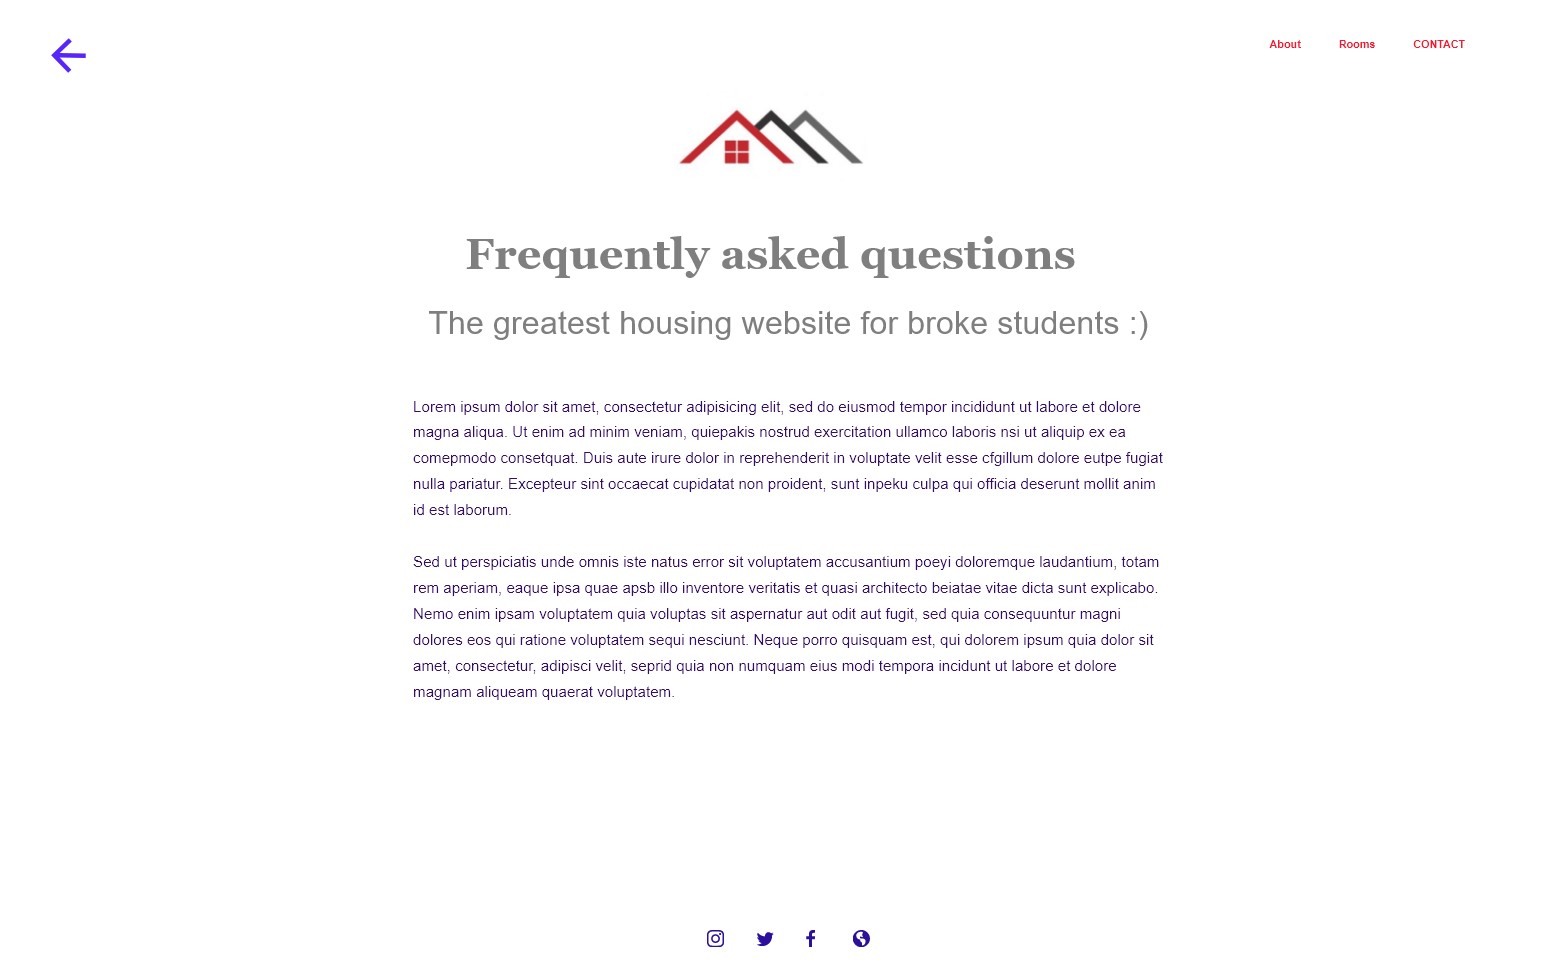 About Rooms CONTACT
Frequently asked questions
The greatest housing website for broke students :)
Lorem ipsum dolor sit amet, consectetur adipisicing elit, sed do eiusmod tempor incididunt ut labore et dolore
magna aliqua. Ut enim ad minim veniam, quiepakis nostrud exercitation ullamco laboris nsi ut aliquip ex ea
comepmodo consetquat. Duis aute irure dolor in reprehenderit in voluptate velit esse cfgillum dolore eutpe fugiat
nulla pariatur. Excepteur sint occaecat cupidatat non proident, sunt inpeku culpa qui officia deserunt mollit anim
id est laborum.
Sed ut perspiciatis unde omnis iste natus error sit voluptatem accusantium poeyi doloremque laudantium, totam
rem aperiam, eaque ipsa quae apsb illo inventore veritatis et quasi architecto beiatae vitae dicta sunt explicabo.
Nemo enim ipsam voluptatem quia voluptas sit aspernatur aut odit aut fugit, sed quia consequuntur magni
dolores eos qui ratione voluptatem sequi nesciunt. Neque porro quisquam est, qui dolorem ipsum quia dolor sit
amet, consectetur, adipisci velit, seprid quia non numquam eius modi tempora incidunt ut labore et dolore
magnam aliqueam quaerat voluptatem.